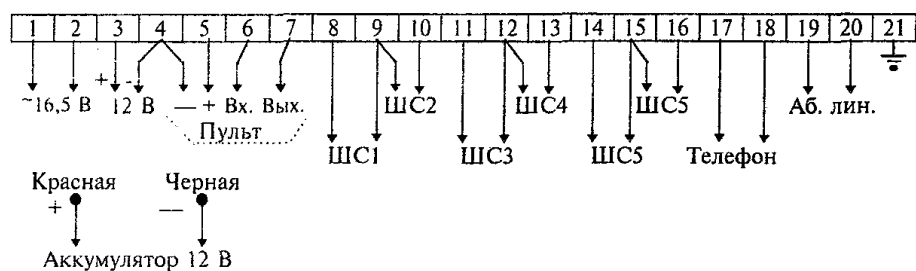 1 2 3 4 5 6 7 8 9 10 11 12 13 14 15 16 17 18 19 20 21
+ -
~16,5 В 12 В — + Вх. Вых. ШС2 ШС4 ШС5 Аб. лин.
Пульт
ШС1 ШС3 ШС5 Телефон
Красная Черная
+ —
Аккумулятор 12 В